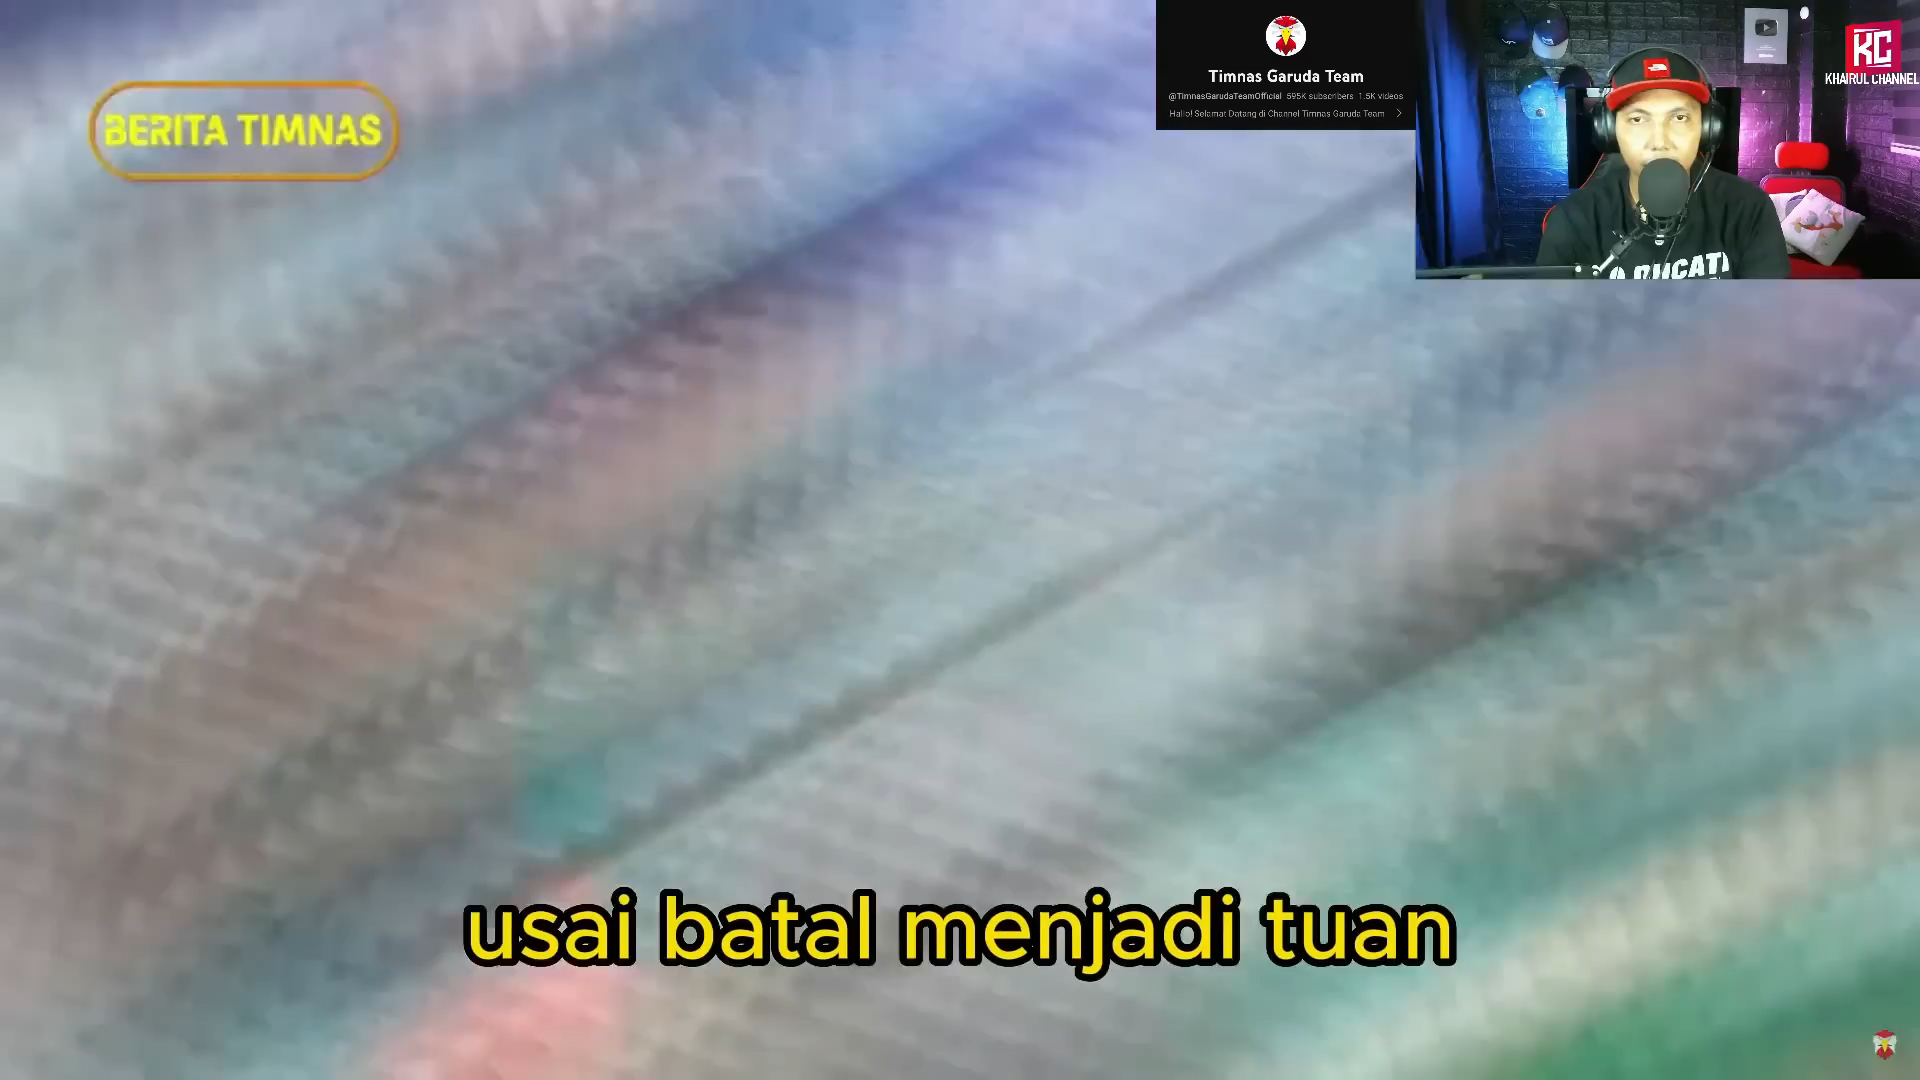 BERITA TIMNAS
Timnas Garuda Team
@TimnasGarudaTeamOfficial 595K subscribers 1.5K videos
Hallo! Selamat Datang di Channel Timnas Garuda Team
KC
KHAIRUL CHANNEL
DUCATI
usai batal menjadi tuan